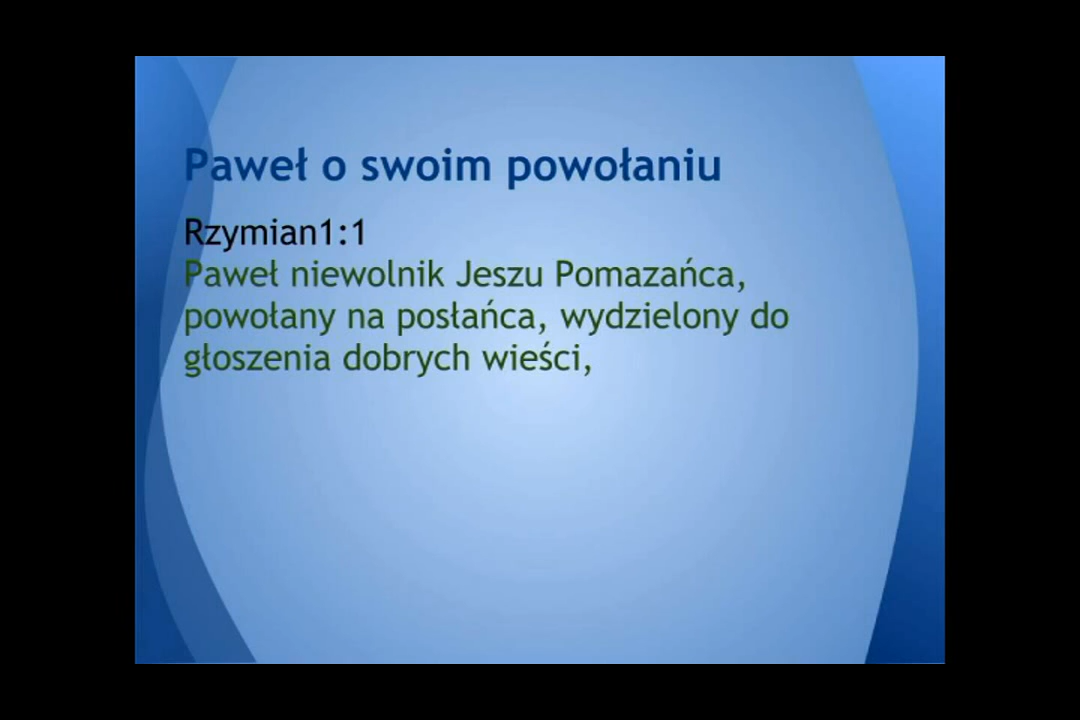 Paweł o swoim powołaniu
Rzymian1:1
Paweł niewolnik Jeszu Pomazańca,
powołany na posłańca, wydzielony do
głoszenia dobrych wieści,